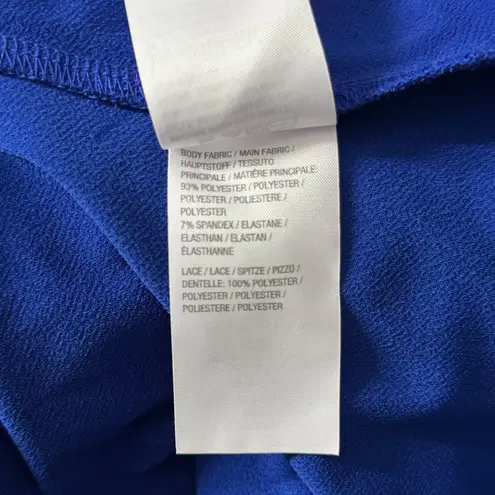 BODY FABRIC / MAIN FABRIC /
HAUPTSTOFF / TESSUTO
PRINCIPALE / MATIÈRE PRINCIPALE:
93% POLYESTER / POLYESTER /
POLYESTER / POLIESTERE /
POLYESTER
7% SPANDEX / ELASTANE /
ELASTHAN / ELASTAN /
ÉLASTHANNE
LACE / LACE / SPITZE / PIZZO /
DENTELLE: 100% POLYESTER /
POLYESTER / POLYESTER /
POLIESTERE / POLYESTER